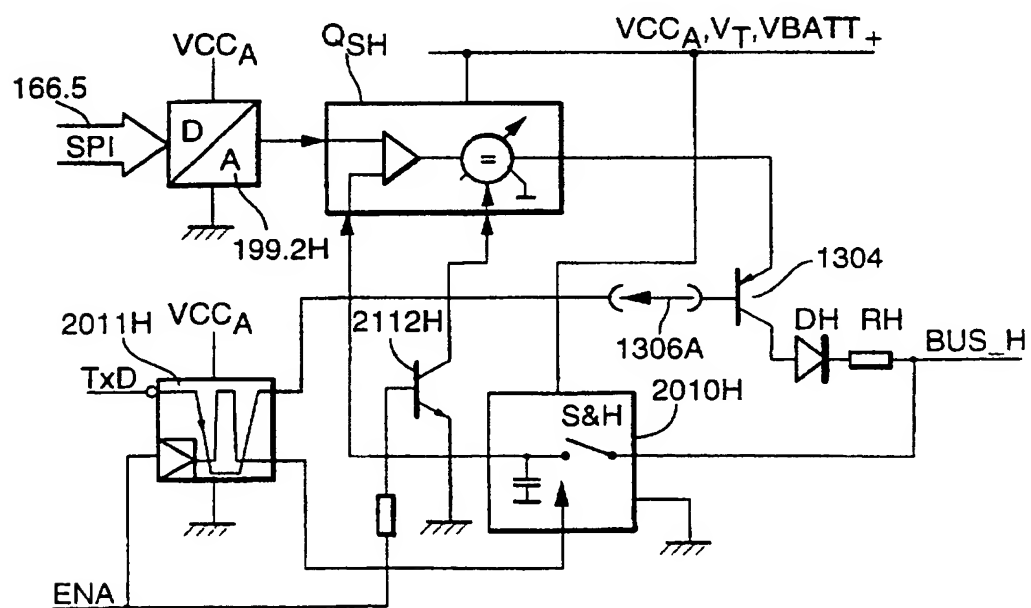 VCCA
QSH
VCCA, VT, VBATT+
166.5
SPI
D
A
=
199.2H
1304
2011H
VCCA
2112H
1306A
DH
RH
BUS_H
TxD
2010H
S&H
ENA